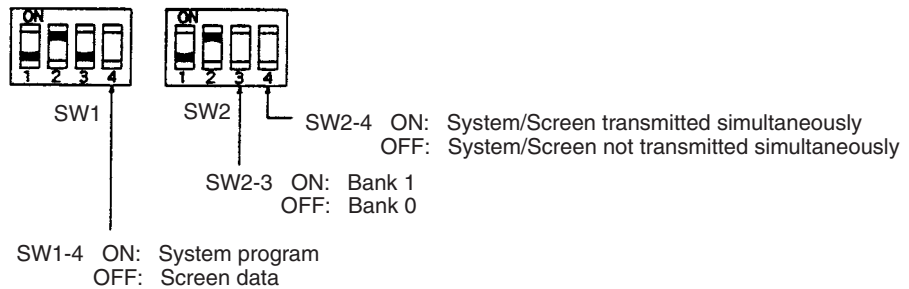 ON ON
1 2 3 4 1 2 3 4
SW1 SW2
SW2-4 ON: System/Screen transmitted simultaneously
OFF: System/Screen not transmitted simultaneously
SW2-3 ON: Bank 1
OFF: Bank 0
SW1-4 ON: System program
OFF: Screen data